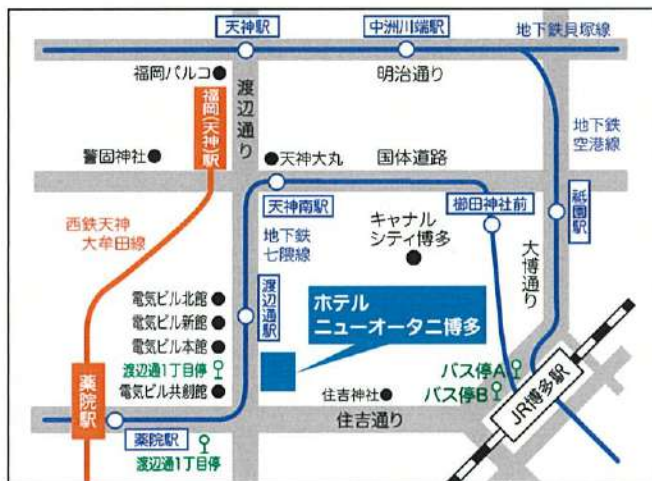 天神駅
中洲川端駅
地下鉄貝塚線
福岡パルコ
明治通り
福岡(天神)駅
渡辺通り
地下鉄
空港線
警固神社
天神大丸
国体道路
天神南駅
櫛田神社前
祇園駅
西鉄天神
大牟田線
地下鉄
七隈線
キャナル
シティ博多
大博通り
渡辺通駅
電気ビル北館
電気ビル新館
電気ビル本館
渡辺通1丁目停
電気ビル共創館
ホテル
ニューオータニ博多
バス停A
バス停B
JR博多駅
住吉神社
住吉通り
薬院駅
薬院駅
渡辺通1丁目停